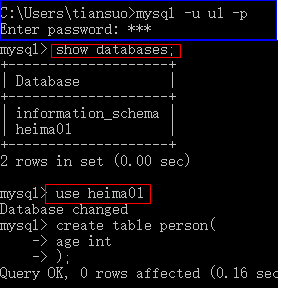 C:\Users\tiansuo>mysql -u u1 -p
Enter password: ***
mysql> show databases;
+--------------------+
| Database           |
+--------------------+
| information_schema |
| heima01            |
+--------------------+
2 rows in set (0.00 sec)
mysql> use heima01
Database changed
mysql> create table person(
    -> age int
    -> );
Query OK, 0 rows affected (0.16 sec